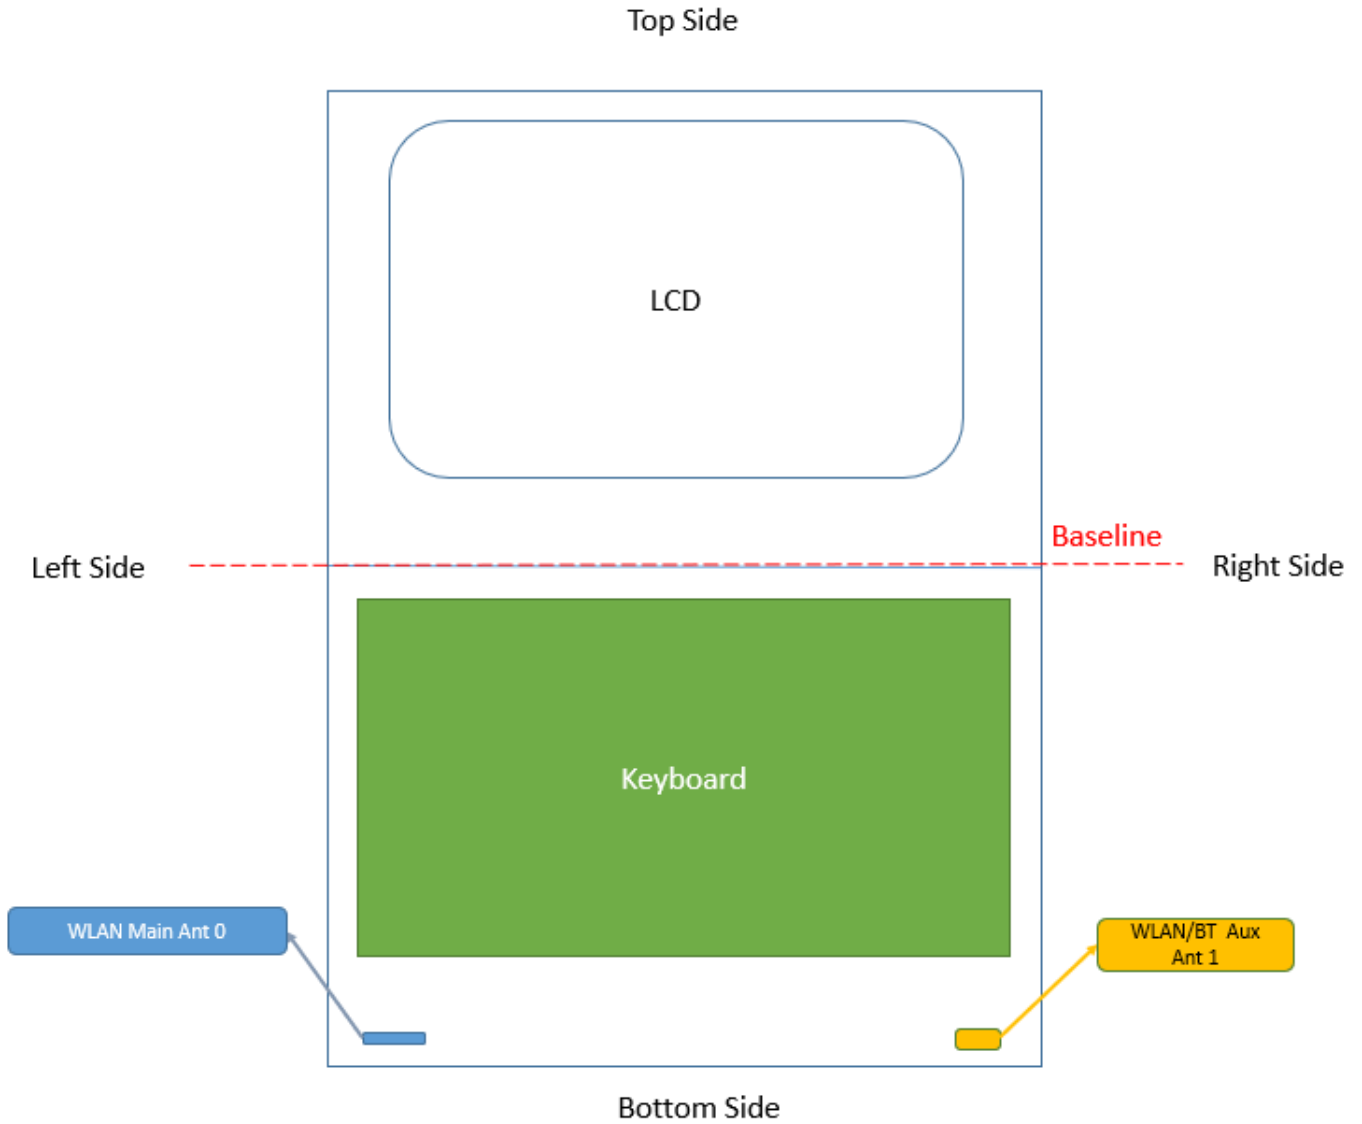 Top Side
LCD
Baseline
Left Side
Right Side
Keyboard
WLAN Main Ant 0
WLAN/BT  Aux
Ant 1
Bottom Side